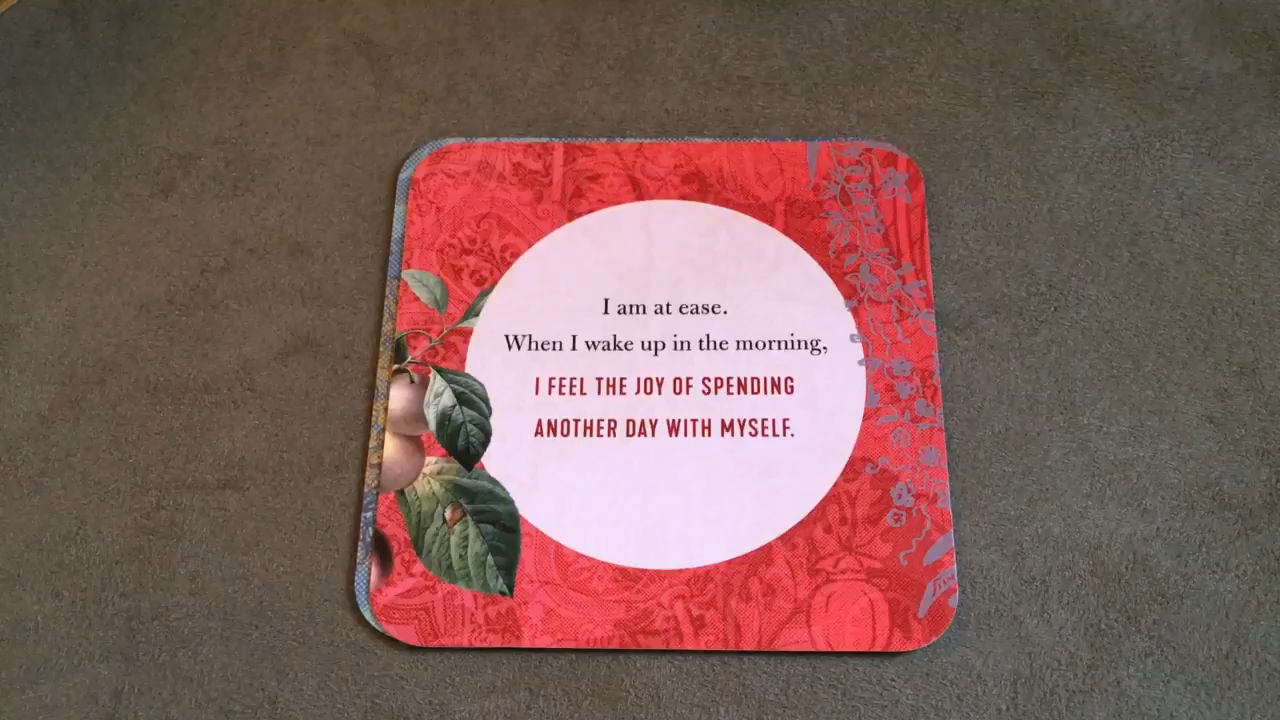 I am at ease.
When I wake up in the morning,
I FEEL THE JOY OF SPENDING
ANOTHER DAY WITH MYSELF.